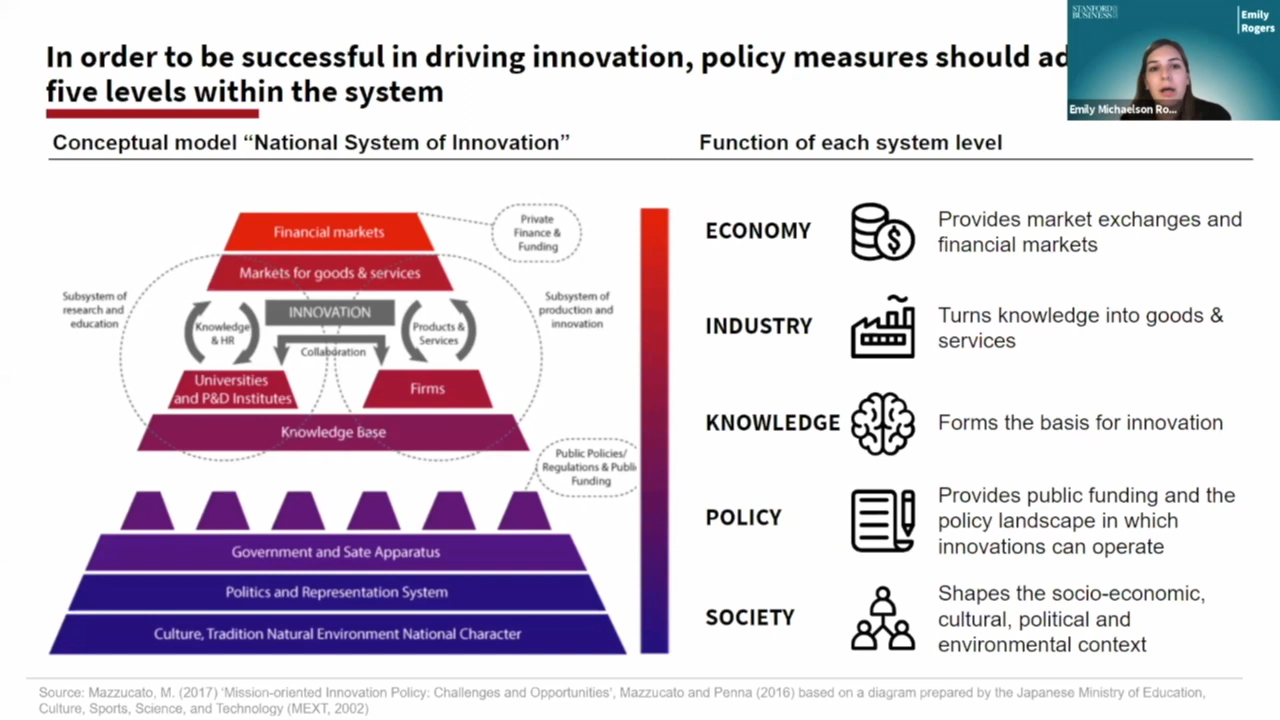 STANFORD
BUSINESS
Emily
Rogers
Emily Michaelson Ro...
In order to be successful in driving innovation, policy measures should ad
five levels within the system
Conceptual model “National System of Innovation”
Function of each system level
Financial markets
Private
Finance &
Funding
Markets for goods & services
Subsystem of
research and
education
Subsystem of
production and
innovation
INNOVATION
Knowledge
& HR
Products &
Services
Collaboration
Universities
and P&D Institutes
Firms
Knowledge Base
Public Policies/
Regulations & Publi
Funding
Government and Sate Apparatus
Politics and Representation System
Culture, Tradition Natural Environment National Character
ECONOMY
$
Provides market exchanges and
financial markets
INDUSTRY
Turns knowledge into goods &
services
KNOWLEDGE
Forms the basis for innovation
POLICY
Provides public funding and the
policy landscape in which
innovations can operate
SOCIETY
Shapes the socio-economic,
cultural, political and
environmental context
Source: Mazzucato, M. (2017) ‘Mission-oriented Innovation Policy: Challenges and Opportunities’, Mazzucato and Penna (2016) based on a diagram prepared by the Japanese Ministry of Education,
Culture, Sports, Science, and Technology (MEXT, 2002)